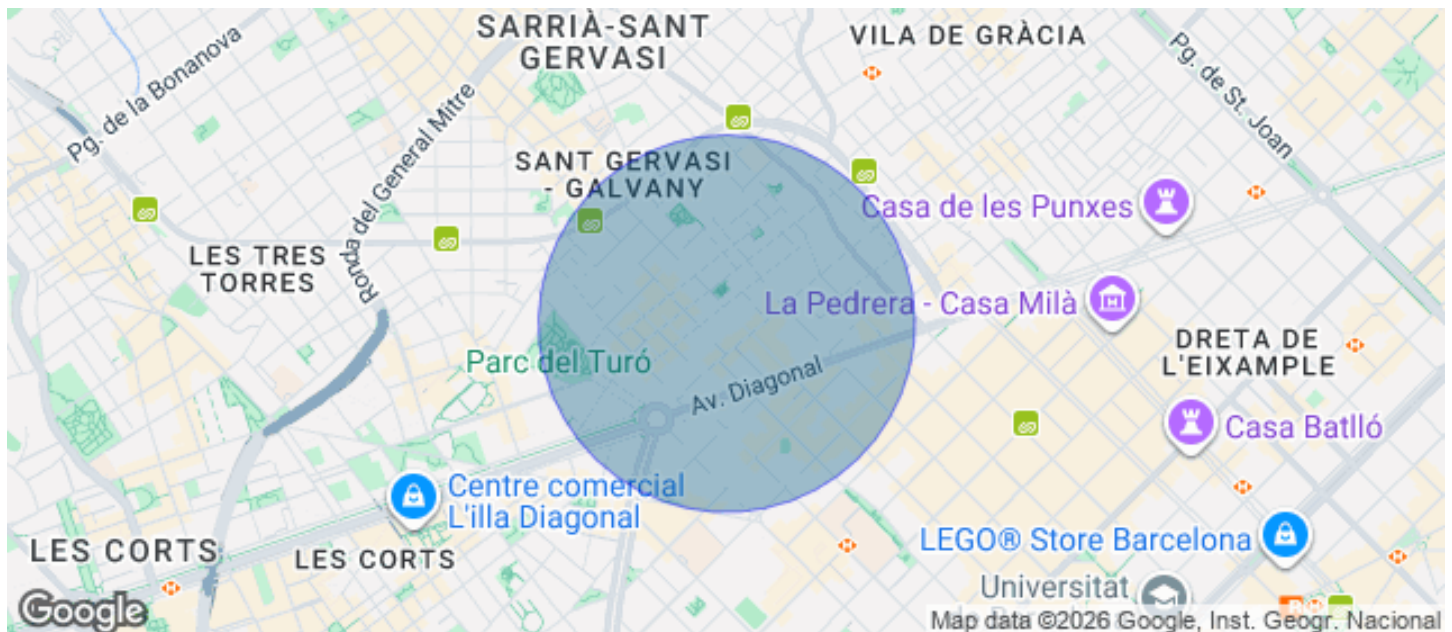 SARRIÀ-SANT
GERVASI
VILA DE GRÀCIA
Pg. de la Bonanova
Ronda del General Mitre
Pg. de St. Joan
SANT GERVASI
- GALVANY
Casa de les Punxes
LES TRES
TORRES
La Pedrera - Casa Milà
DRETA DE
L'EIXAMPLE
Parc del Turó
Av. Diagonal
Casa Batlló
Centre comercial
L'illa Diagonal
LES CORTS
LES CORTS
LEGO® Store Barcelona
Universitat
Google
Map data ©2026 Google, Inst. Geogr. Nacional